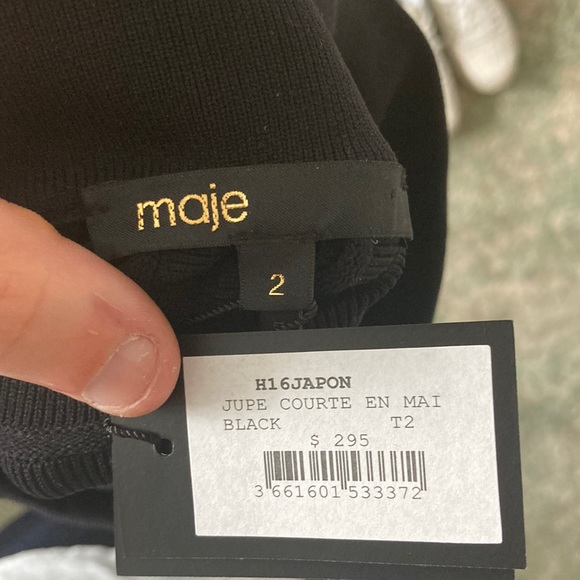 maje
2
H16JAPON
JUPE COURTE EN MAI
BLACK T2
$ 295
3 661601 533372